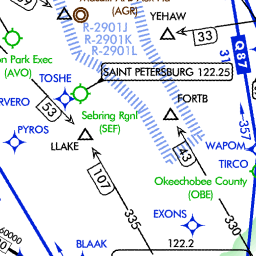 (AGR)
YEHAW
R-2901J
R-2901K
R-2901L
33
Q87
n Park Exec
(AVO)
TOSHE
SAINT PETERSBURG 122.25
RVERO
53
FORTB
Sebring Rgnl
(SEF)
357
PYROS
LLAKE
43
WAPOM
TIRCO
107
Okeechobee County
(OBE)
335
330
EXONS
60000
BLAAK
122.2